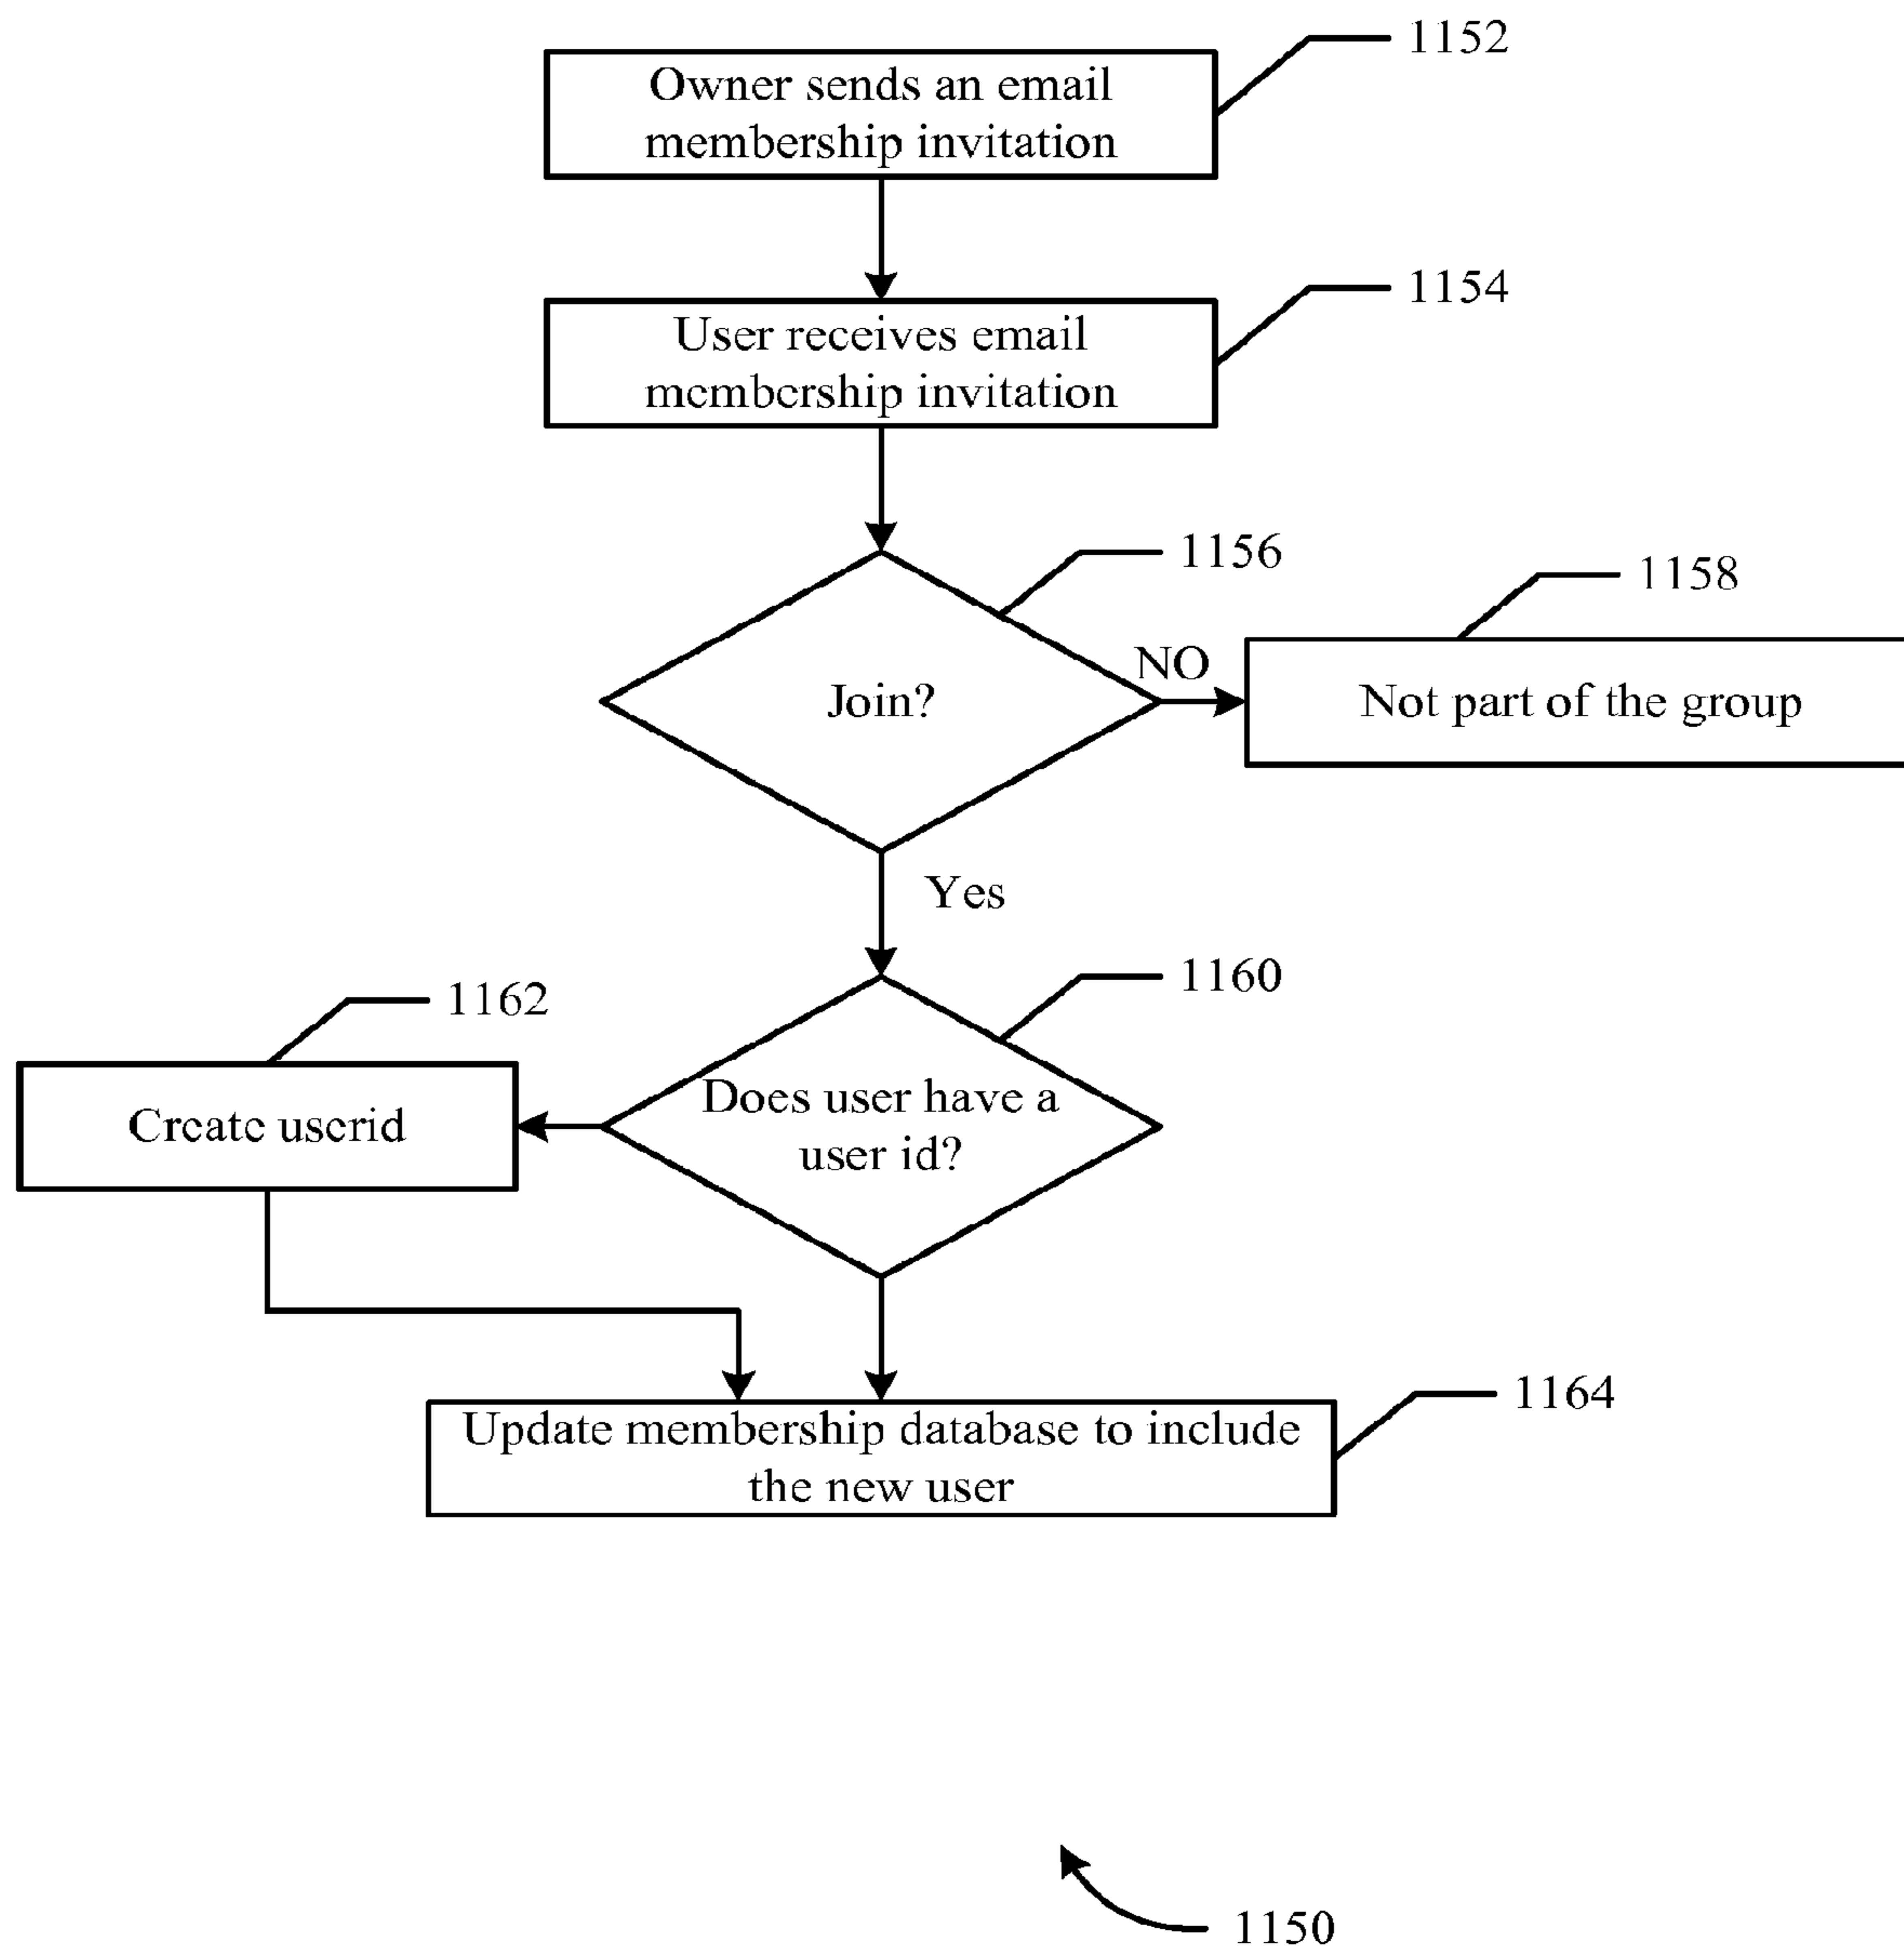 1152
Owner sends an email
membership invitation
1154
User receives email
membership invitation
1156
1158
NO
Join?
Not part of the group
Yes
1160
1162
Does user have a
user id?
Create userid
1164
Update membership database to include
the new user
1150